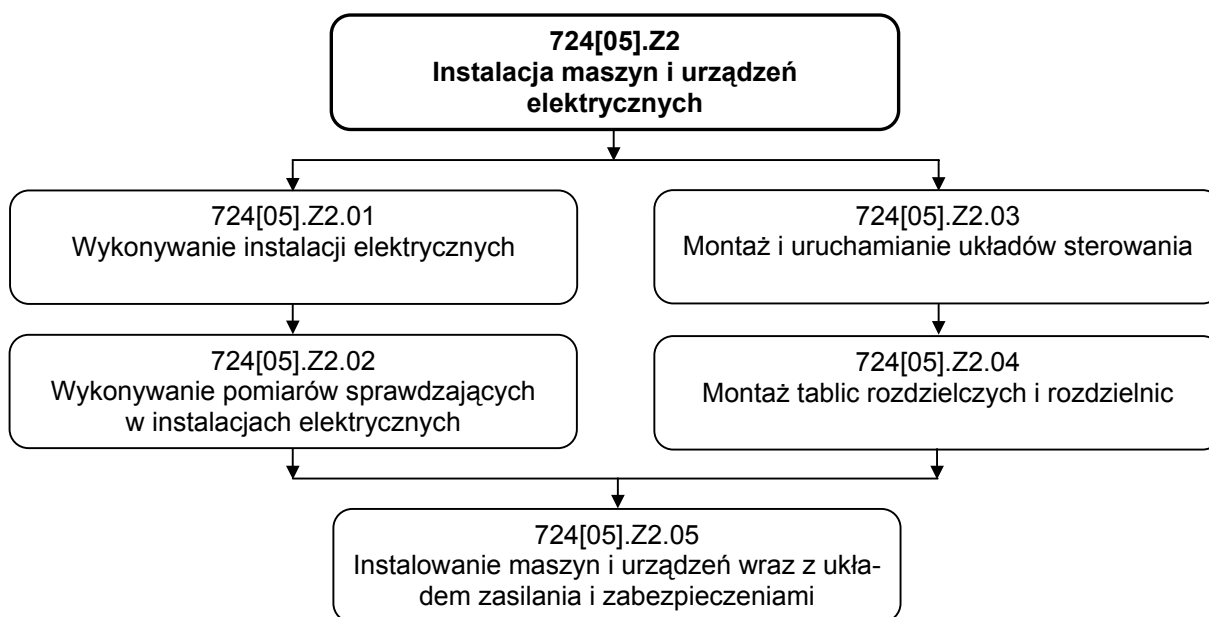 724[05].Z2
Instalacja maszyn i urządzeń
elektrycznych
724[05].Z2.01
Wykonywanie instalacji elektrycznych
724[05].Z2.03
Montaż i uruchamianie układów sterowania
724[05].Z2.02
Wykonywanie pomiarów sprawdzających
w instalacjach elektrycznych
724[05].Z2.04
Montaż tablic rozdzielczych i rozdzielnic
724[05].Z2.05
Instalowanie maszyn i urządzeń wraz z ukła-
dem zasilania i zabezpieczeniami